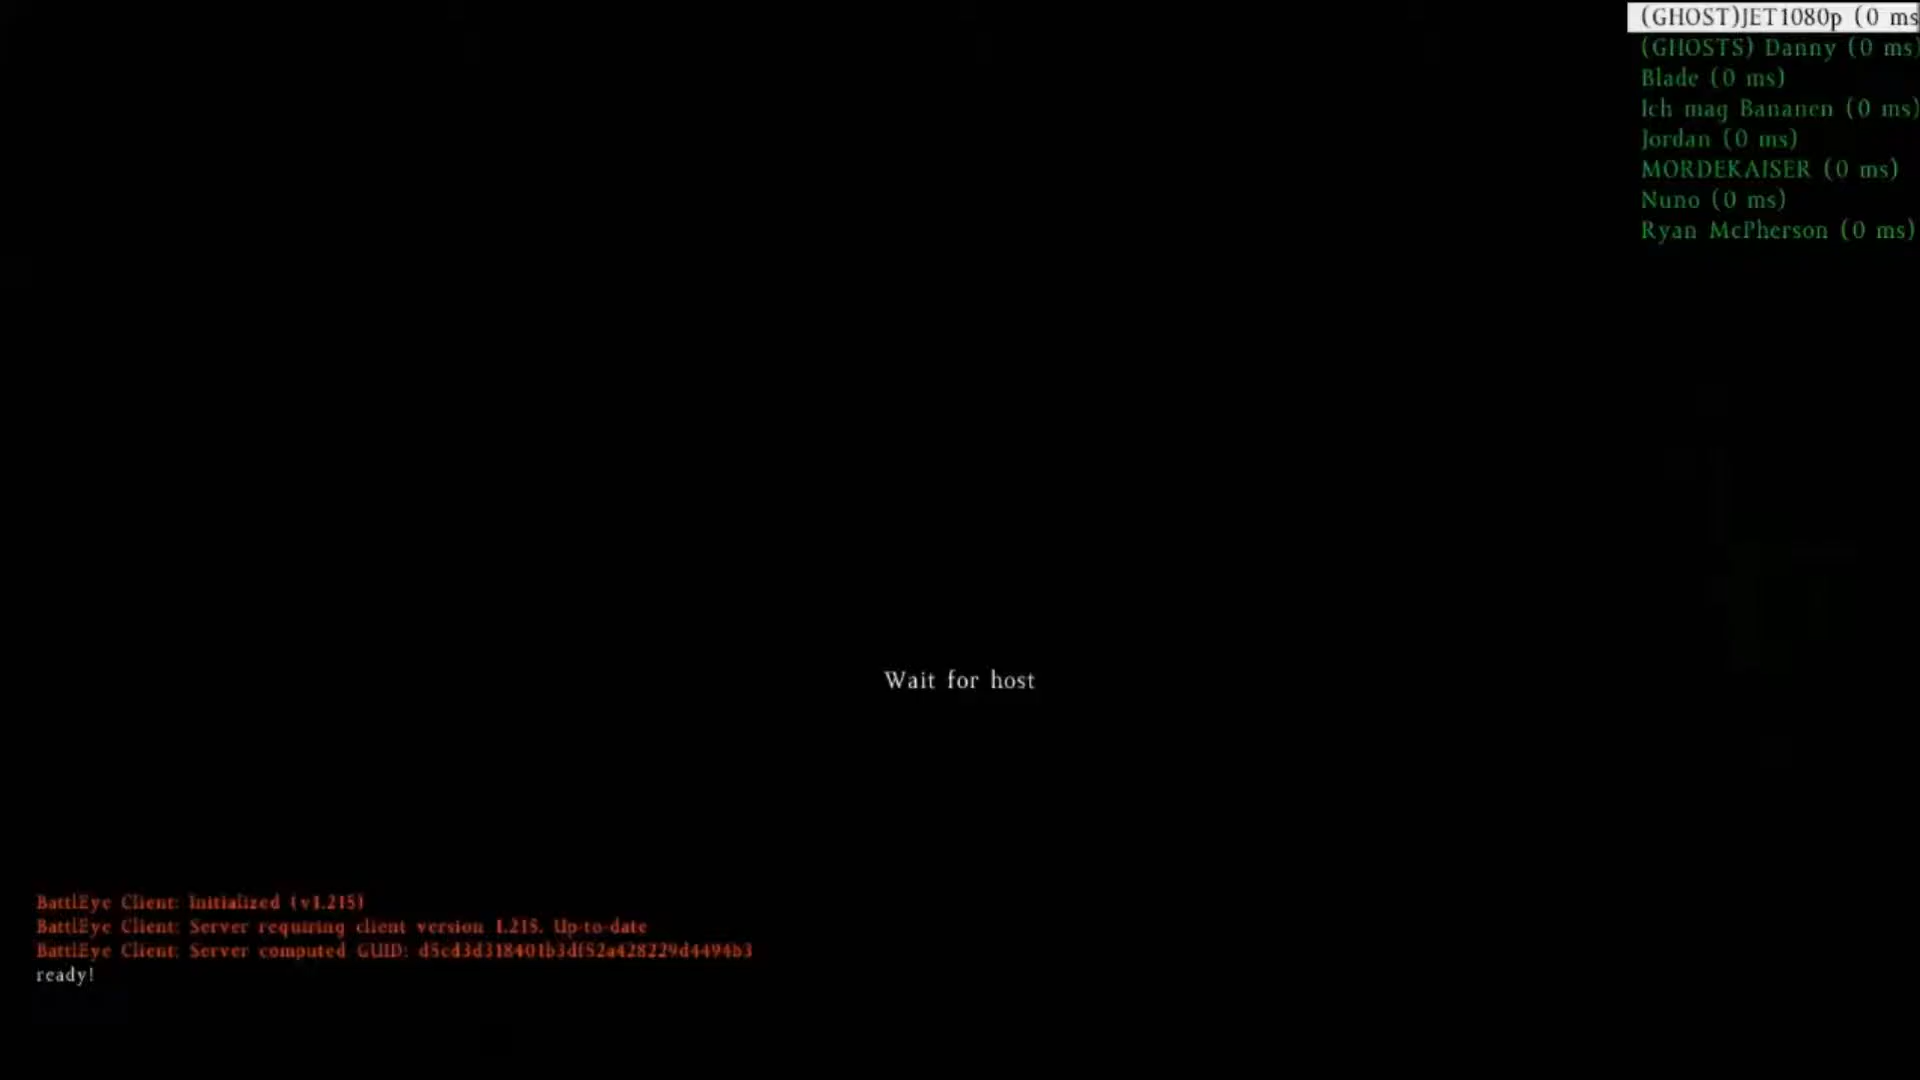 (GHOST)JET1080p (0 ms
(GHOSTS) Danny (0 ms)
Blade (0 ms)
Ich mag Bananen (0 ms)
Jordan (0 ms)
MORDEKAISER (0 ms)
Nuno (0 ms)
Ryan McPherson (0 ms)
Wait for host
BattlEye Client: Initialized (v1.215)
BattlEye Client: Server requiring client version 1.215. Up-to-date
BattlEye Client: Server computed GUID: d5cd3d318401b3df52a428229d4494b3
ready!